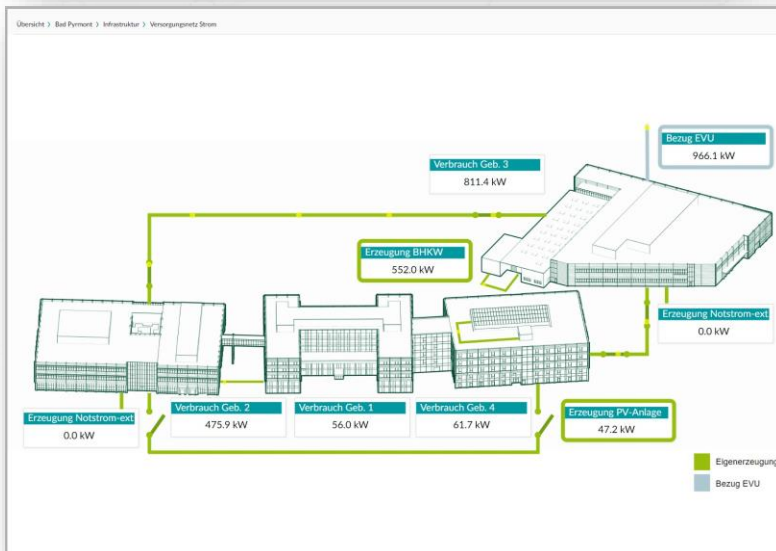 Übersicht > Bad Pyrmont > Infrastruktur > Versorgungsnetz Strom
Bezug EVU
966.1 kW
Verbrauch Geb. 3
811.4 kW
Erzeugung BHKW
552.0 kW
Erzeugung Notstrom-ext
0.0 kW
Erzeugung Notstrom-ext
0.0 kW
Verbrauch Geb. 2
475.9 kW
Verbrauch Geb. 1
56.0 kW
Verbrauch Geb. 4
61.7 kW
Erzeugung PV-Anlage
47.2 kW
Eigenerzeugung
Bezug EVU